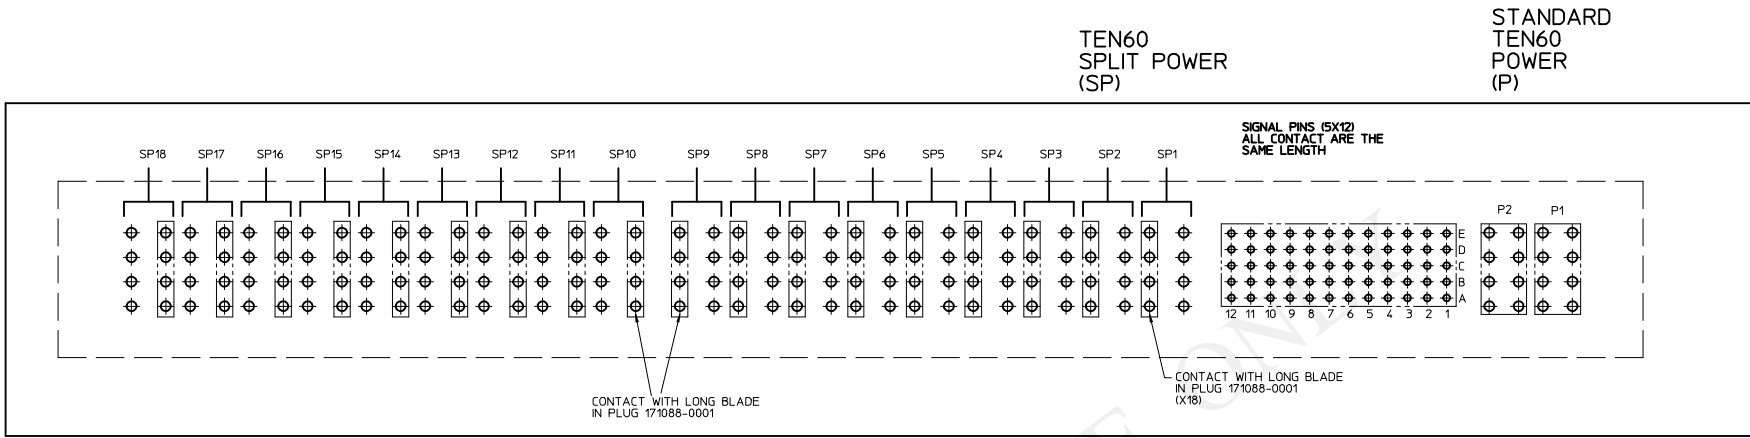 TEN60
SPLIT POWER
(SP)
STANDARD
TEN60
POWER
(P)
SIGNAL PINS (5X12)
ALL CONTACT ARE THE
SAME LENGTH
SP18 SP17 SP16 SP15 SP14 SP13 SP12 SP11 SP10 SP9 SP8 SP7 SP6 SP5 SP4 SP3 SP2 SP1
P2 P1
E
D
C
B
A
12 11 10 9 8 7 6 5 4 3 2 1
CONTACT WITH LONG BLADE
IN PLUG 171088-0001
CONTACT WITH LONG BLADE
IN PLUG 171088-0001
(X18)
ONLY